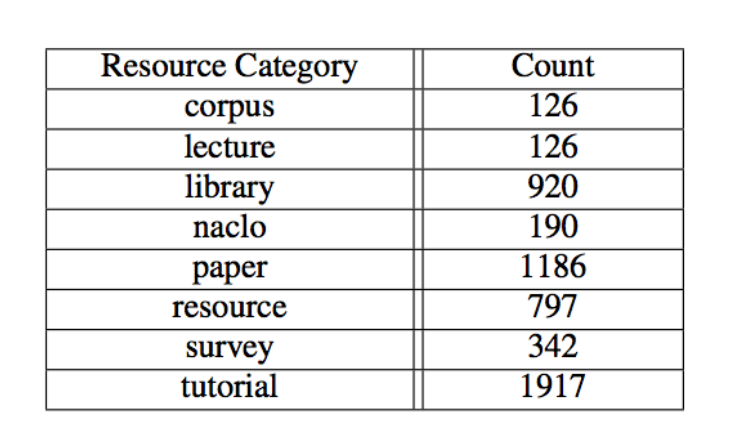 Resource Category Count
corpus 126
lecture 126
library 920
naclo 190
paper 1186
resource 797
survey 342
tutorial 1917